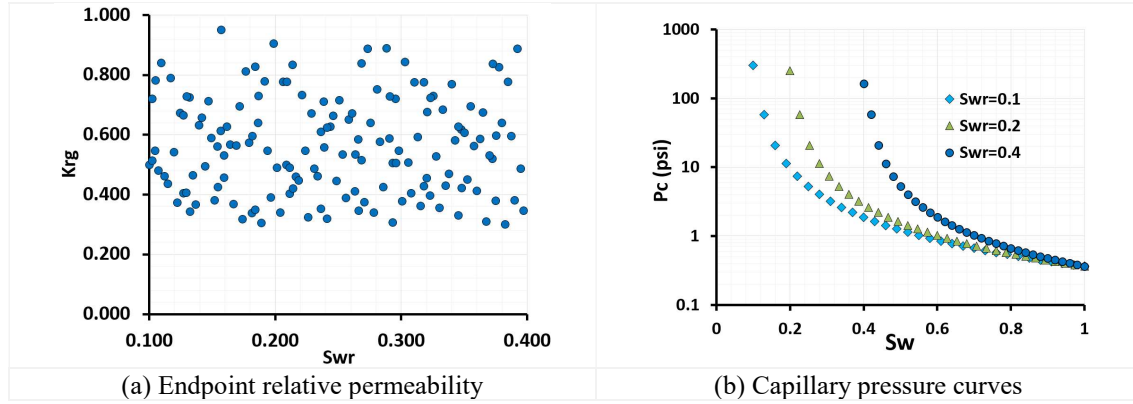 1.000
0.800
0.600
0.400
0.200
0.000
Krg
0.100
0.200
0.300
0.400
Swr
1000
100
10
1
0.1
Pc (psi)
Swr=0.1
Swr=0.2
Swr=0.4
0
0.2
0.4
0.6
0.8
1
Sw
(a) Endpoint relative permeability
(b) Capillary pressure curves